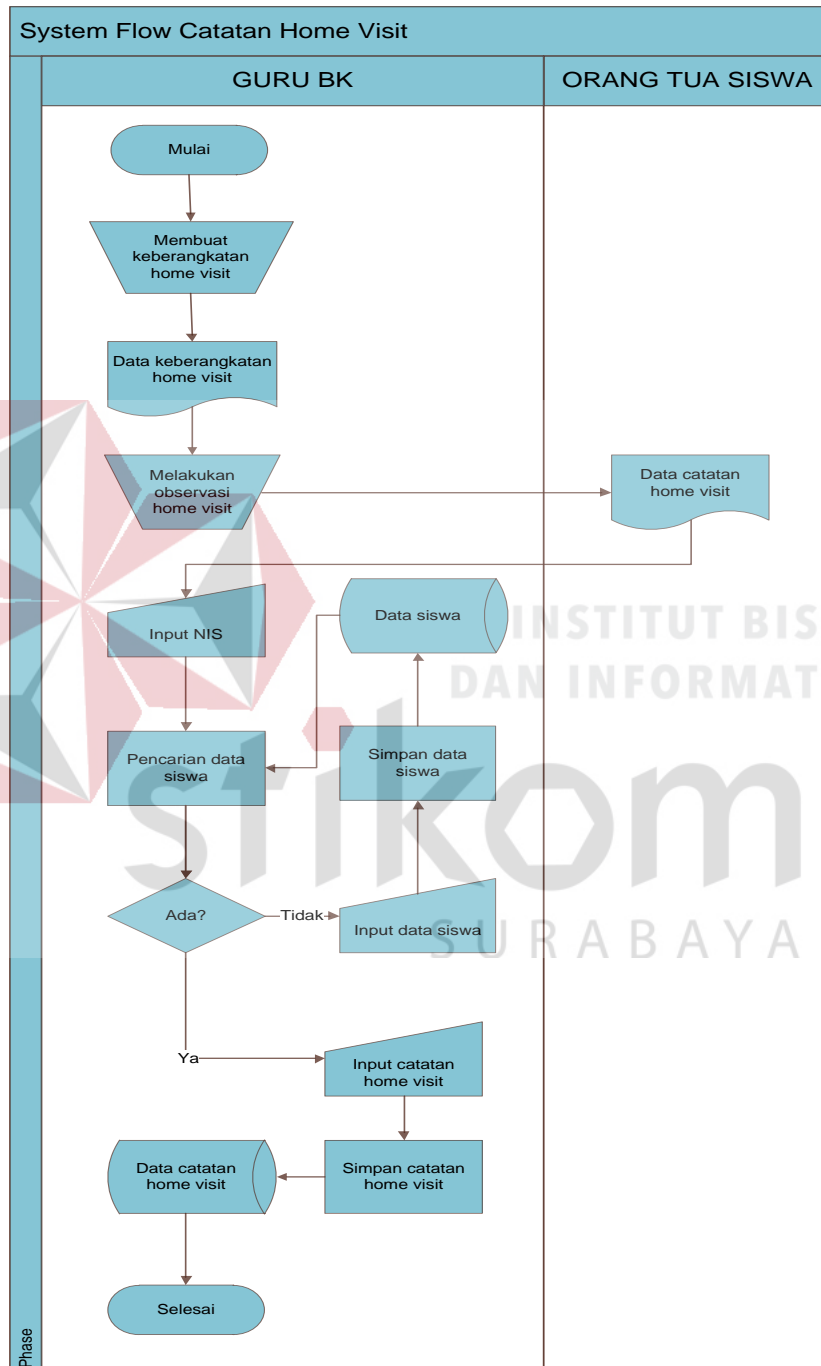 System Flow Catatan Home Visit
GURU BK
ORANG TUA SISWA
Mulai
Membuat
keberangkatan
home visit
Data keberangkatan
home visit
Melakukan
observasi
home visit
Data catatan
home visit
Input NIS
Data siswa
INSTITUT BIS
DAN INFORMAT
Pencarian data
siswa
Simpan data
siswa
stikom
Ada?
Tidak
Input data siswa
SURABAYA
Ya
Input catatan
home visit
Data catatan
home visit
Simpan catatan
home visit
Selesai
Phase